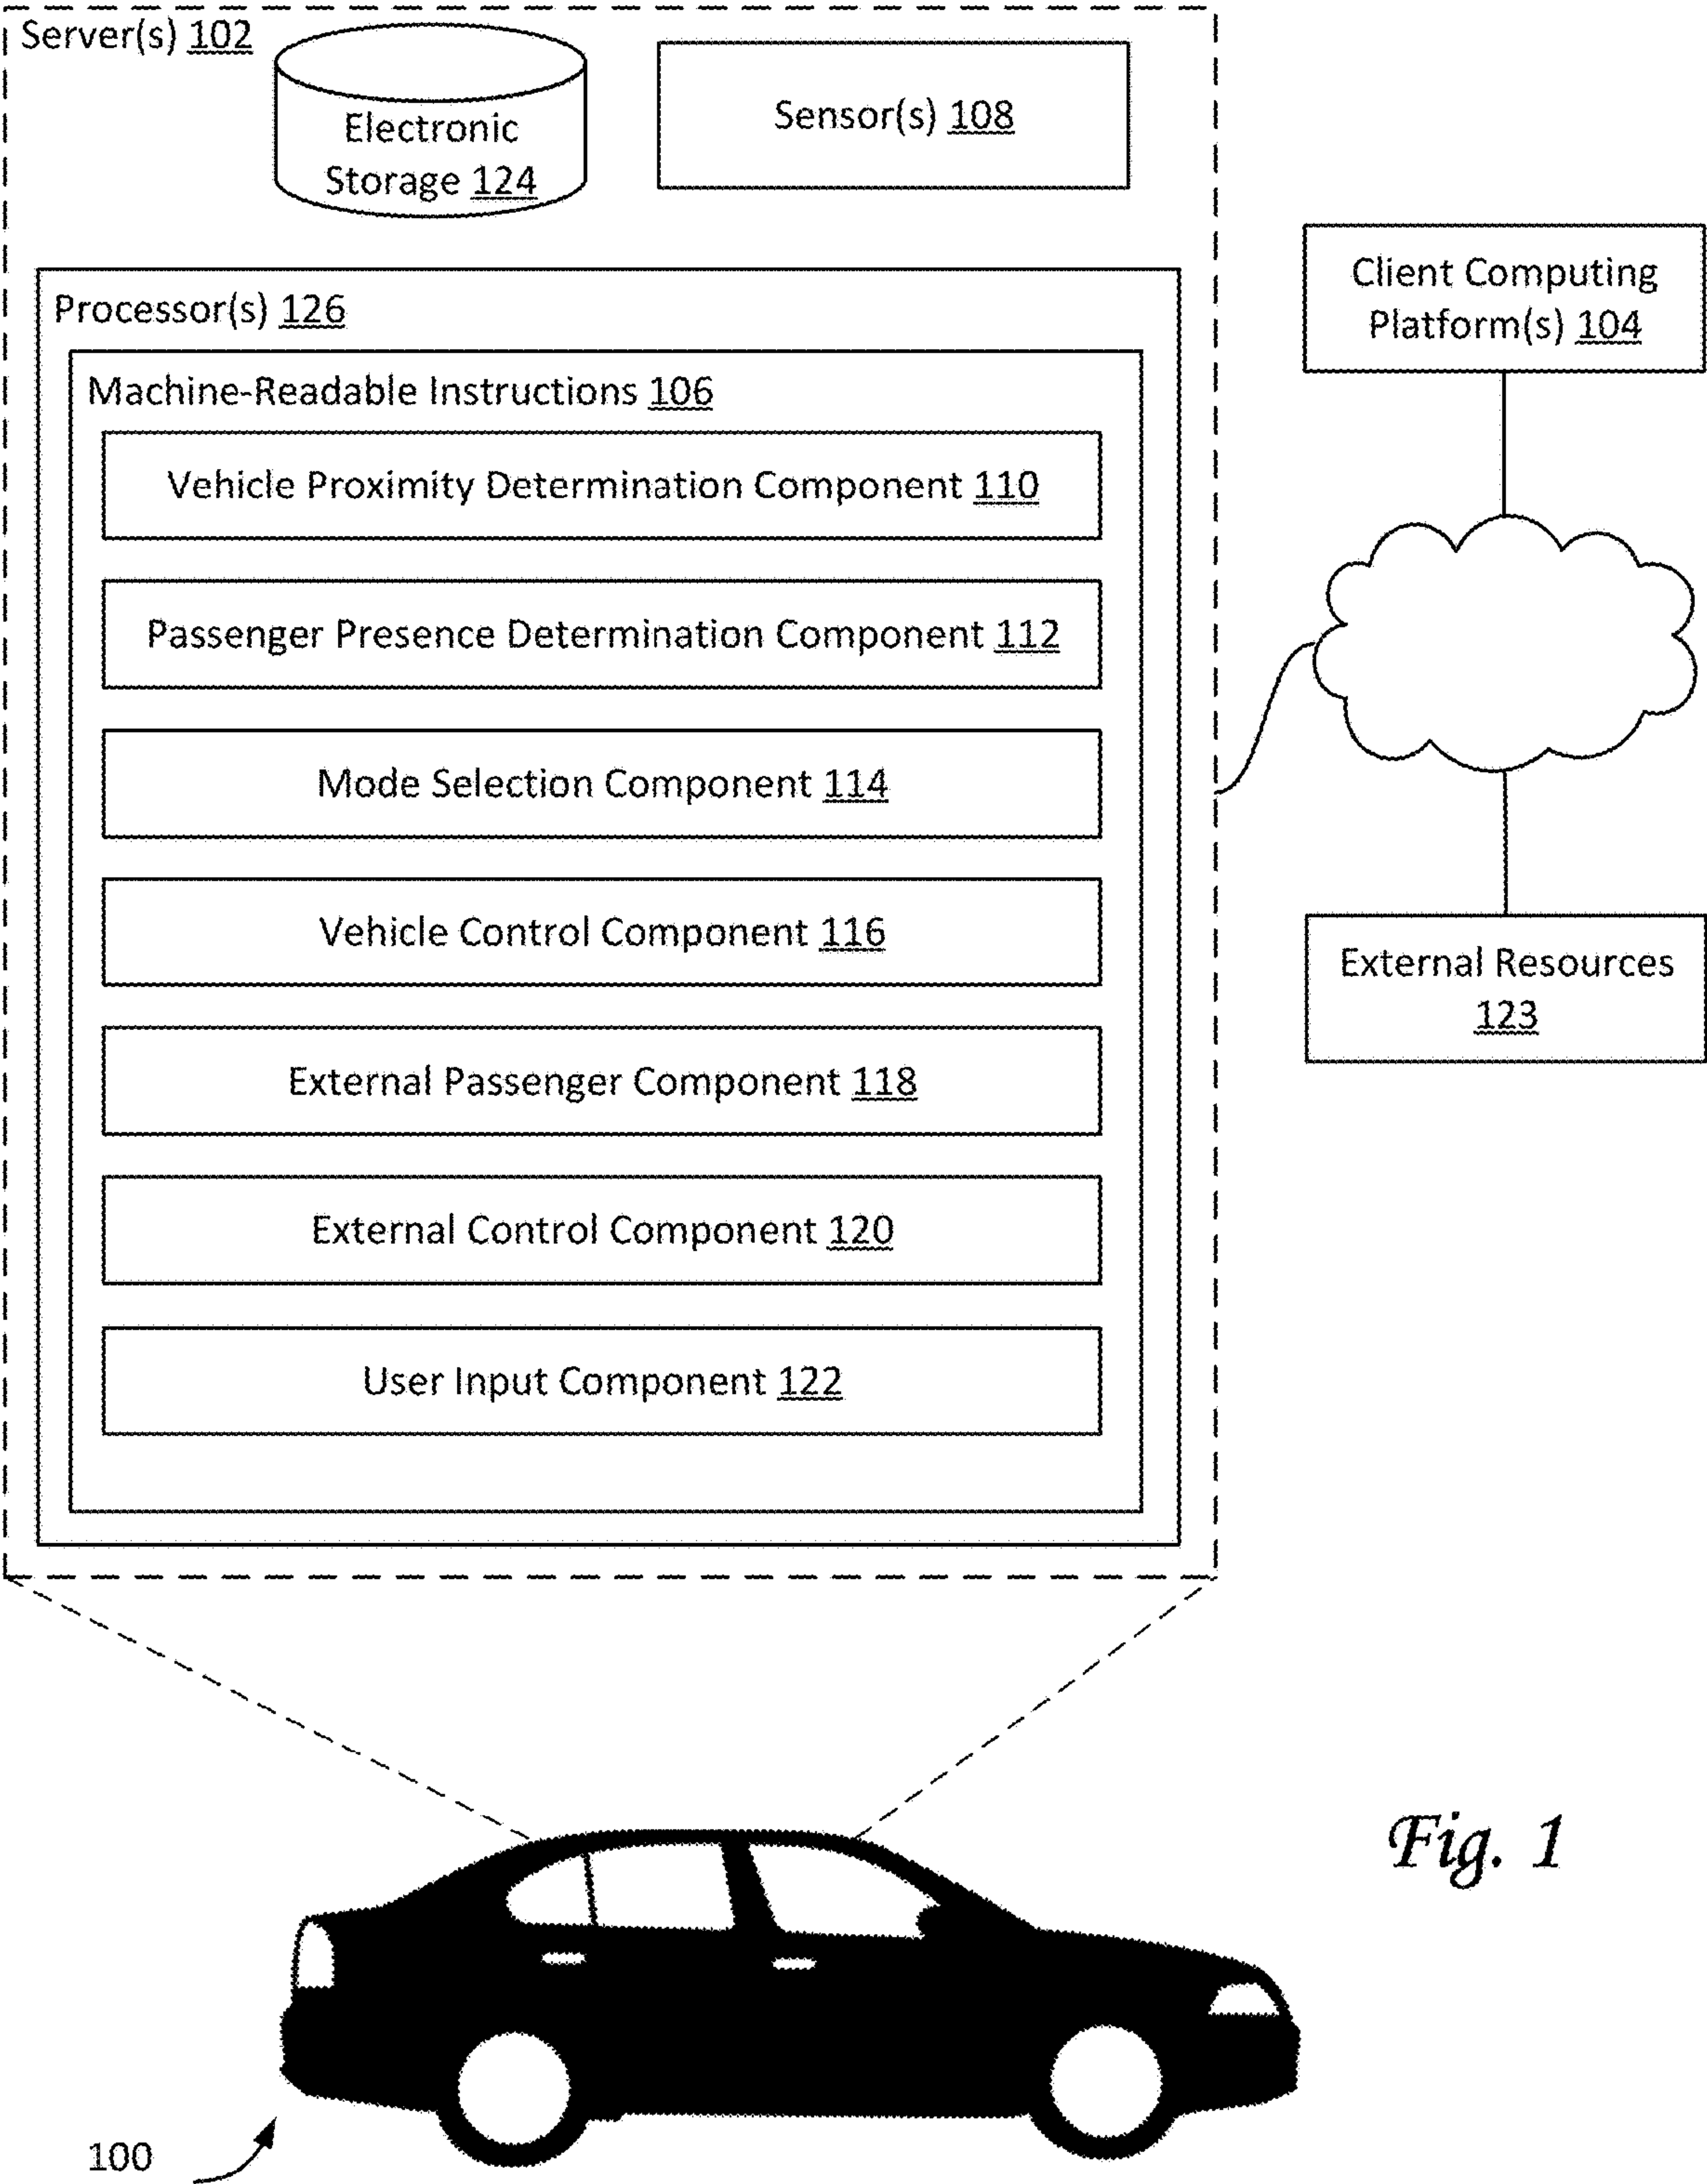 Server(s) 102
Electronic
Storage 124
Sensor(s) 108
Processor(s) 126
Machine-Readable Instructions 106
Vehicle Proximity Determination Component 110
Passenger Presence Determination Component 112
Mode Selection Component 114
Vehicle Control Component 116
External Passenger Component 118
External Control Component 120
User Input Component 122
Client Computing
Platform(s) 104
External Resources
123
Fig. 1
100